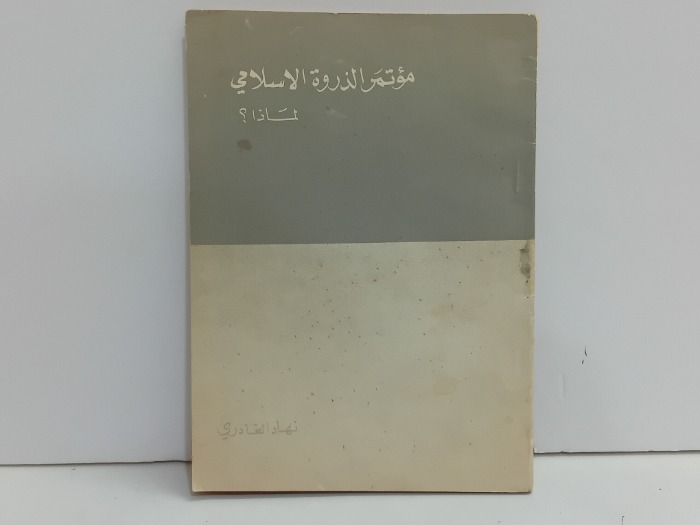 مؤتمر الذروة الاسلامي
لماذا؟
نهاد الغادري